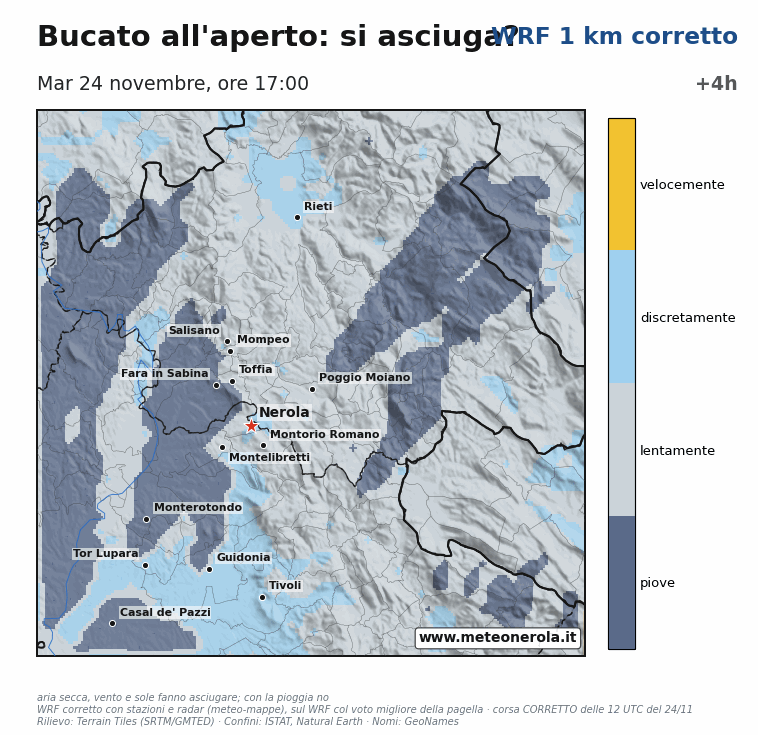 Bucato all'aperto: si asciuga?
WRF 1 km corretto
Mar 24 novembre, ore 17:00
+4h
Rieti
Salisano
Mompeo
Fara in Sabina
Toffia
Poggio Moiano
Nerola
Montorio Romano
Montelibretti
Monterotondo
Tor Lupara
Guidonia
Tivoli
Casal de' Pazzi
www.meteonerola.it
velocemente
discretamente
lentamente
piove
aria secca, vento e sole fanno asciugare; con la pioggia no
WRF corretto con stazioni e radar (meteo-mappe), sul WRF col voto migliore della pagella · corsa CORRETTO delle 12 UTC del 24/11
Rilievo: Terrain Tiles (SRTM/GMTED) · Confini: ISTAT, Natural Earth · Nomi: GeoNames